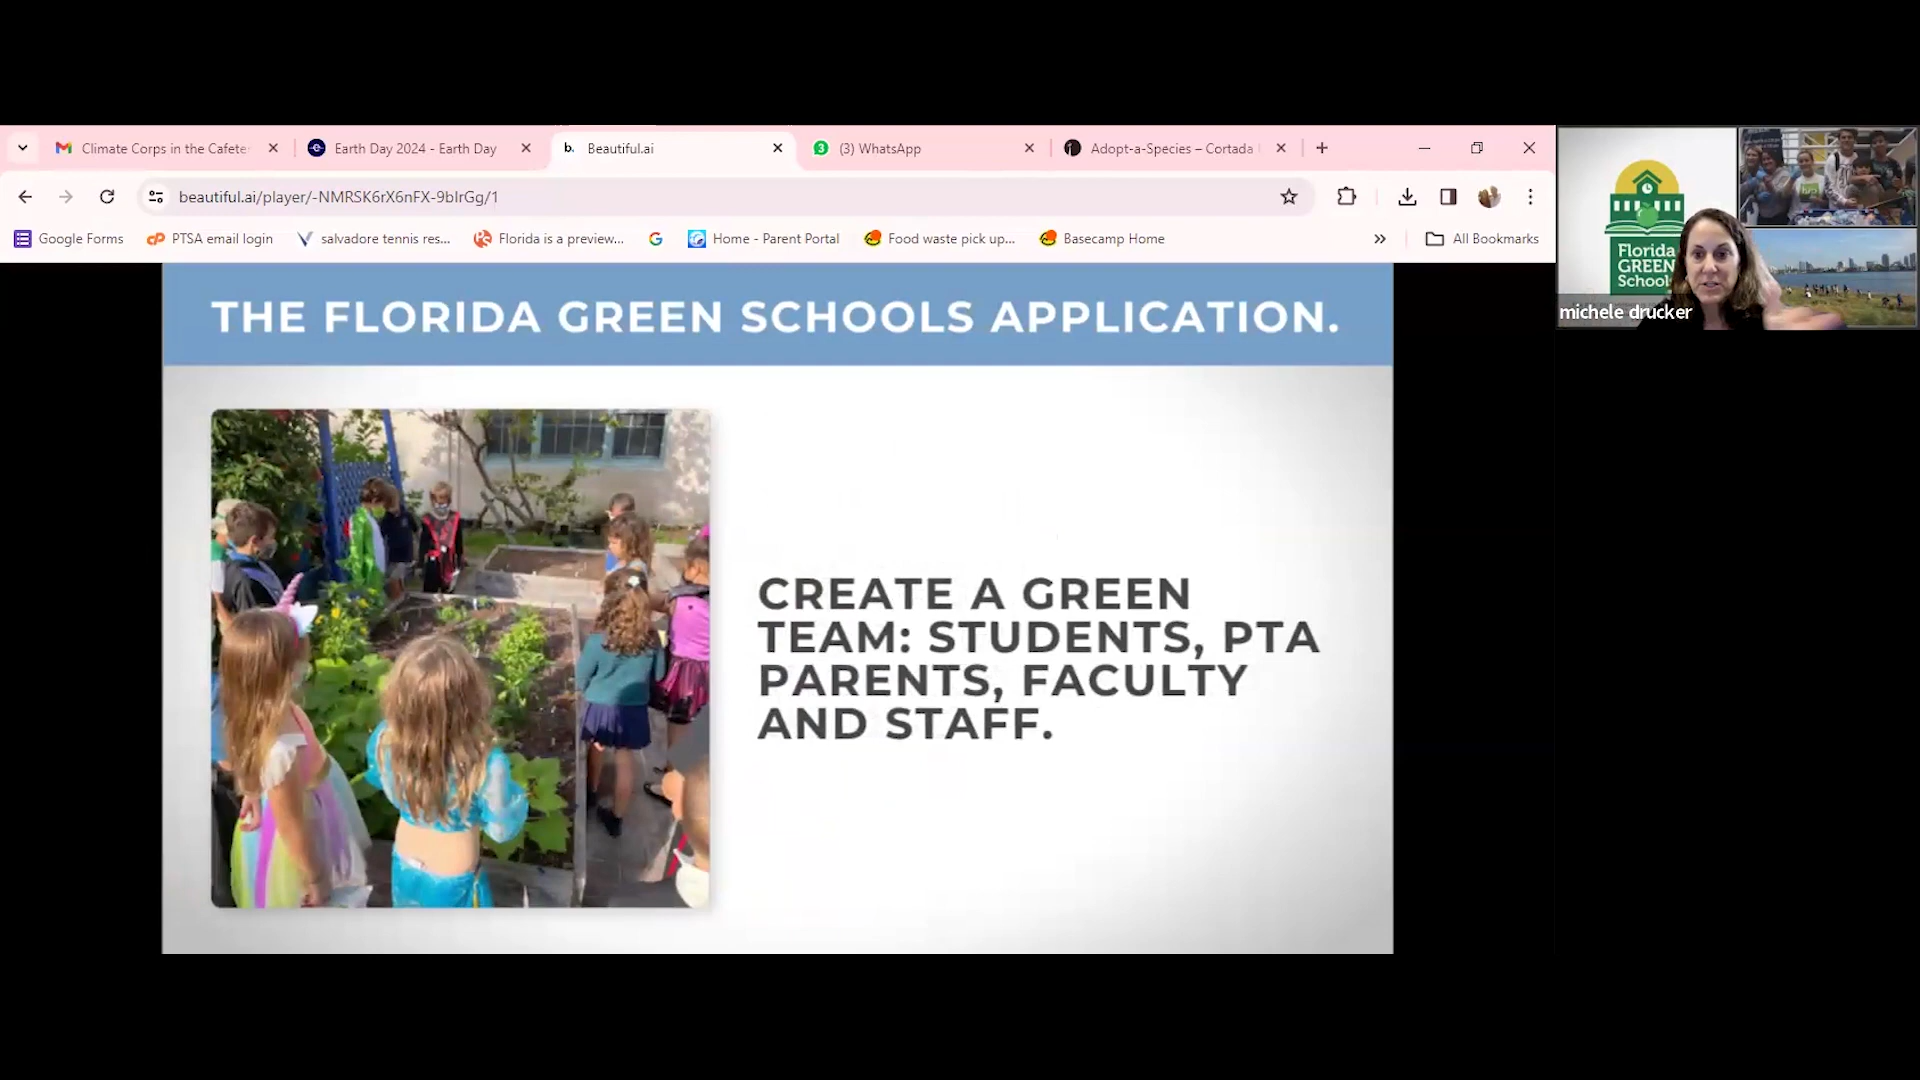 Climate Corps in the Cafete
Earth Day 2024 - Earth Day
Beautiful.ai
(3) WhatsApp
Adopt-a-Species – Cortada
beautiful.ai/player/-NMRSK6rX6nFX-9bIrGg/1
Google Forms
PTSA email login
salvadore tennis res...
Florida is a preview...
Home - Parent Portal
Food waste pick up...
Basecamp Home
All Bookmarks
THE FLORIDA GREEN SCHOOLS APPLICATION.
CREATE A GREEN
TEAM: STUDENTS, PTA
PARENTS, FACULTY
AND STAFF.
Florida
GREEN
School
michele drucker